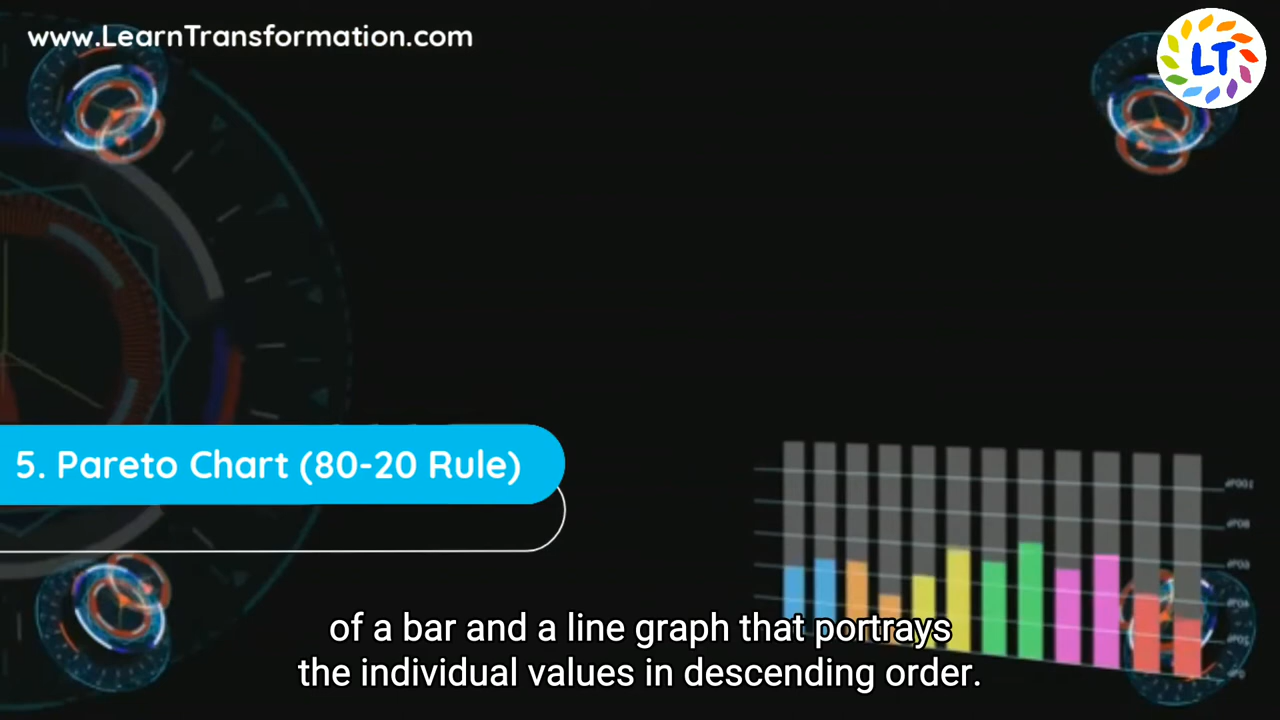 www.LearnTransformation.com
LT
5. Pareto Chart (80-20 Rule)
of a bar and a line graph that portrays
the individual values in descending order.